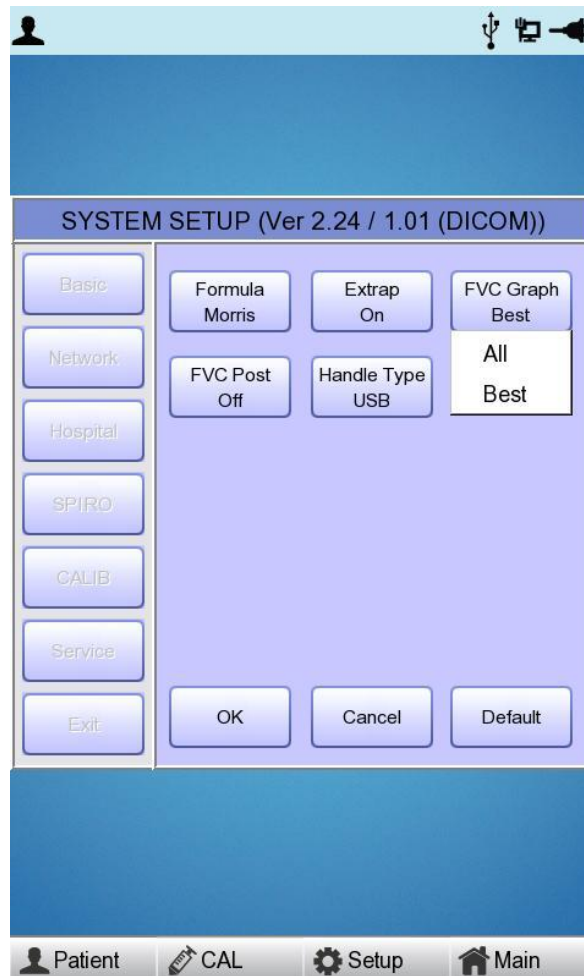 SYSTEM SETUP (Ver 2.24 / 1.01 (DICOM))
Basic
Network
Hospital
SPIRO
CALIB
Service
Exit
Formula
Morris
Extrap
On
FVC Graph
Best
All
Best
FVC Post
Off
Handle Type
USB
OK
Cancel
Default
Patient
CAL
Setup
Main